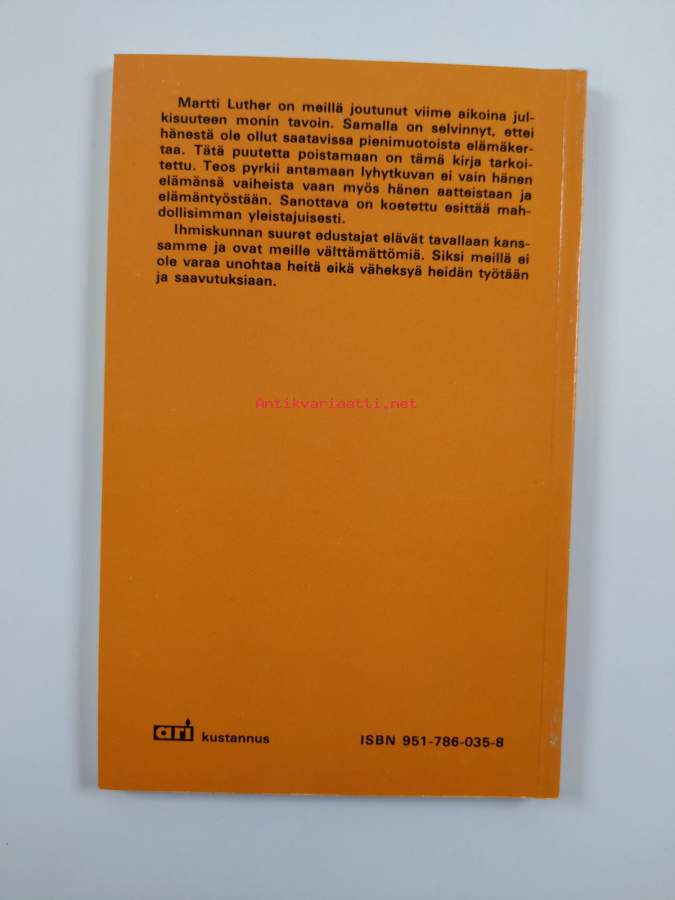 Martti Luther on meillä joutunut viime aikoina jul-
kisuuteen monin tavoin. Samalla on selvinnyt, ettei
hänestä ole ollut saatavissa pienimuotoista elämäker-
taa. Tätä puutetta poistamaan on tämä kirja tarkoi-
tettu. Teos pyrkii antamaan lyhytkuvan ei vain hänen
elämänsä vaiheista vaan myös hänen aatteistaan ja
elämäntyöstään. Sanottava on koetettu esittää mah-
dollisimman yleistajuisesti.
Ihmiskunnan suuret edustajat elävät tavallaan kans-
samme ja ovat meille välttämättömiä. Siksi meillä ei
ole varaa unohtaa heitä eikä väheksyä heidän työtään
ja saavutuksiaan.
Antikvariaatti.net
ari kustannus
ISBN 951-786-035-8